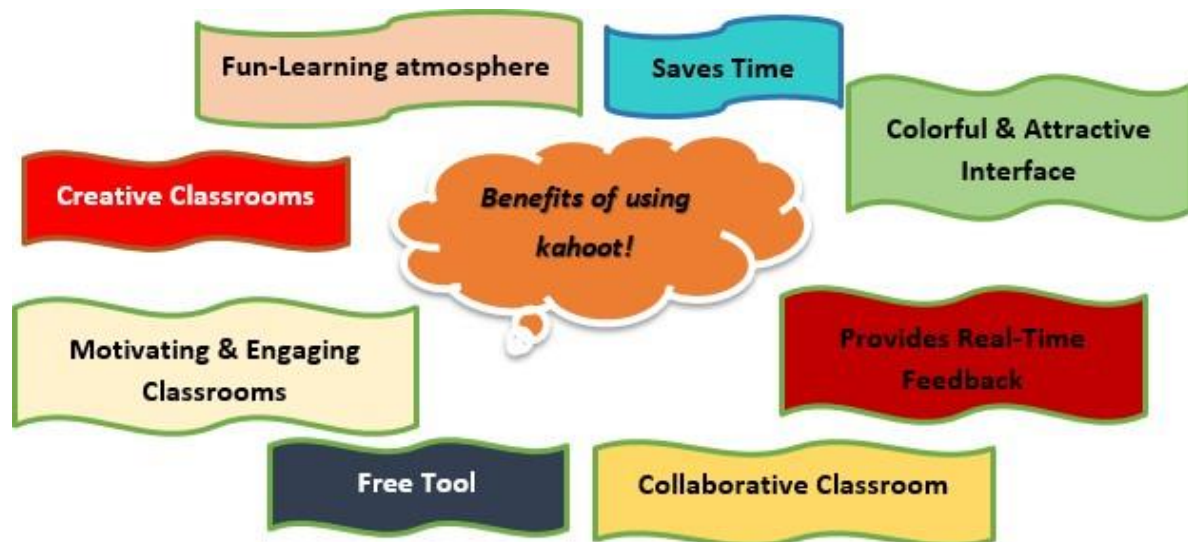 Fun-Learning atmosphere
Saves Time
Colorful & Attractive
Interface
Creative Classrooms
Benefits of using
kahoot!
Motivating & Engaging
Classrooms
Provides Real-Time
Feedback
Free Tool
Collaborative Classroom